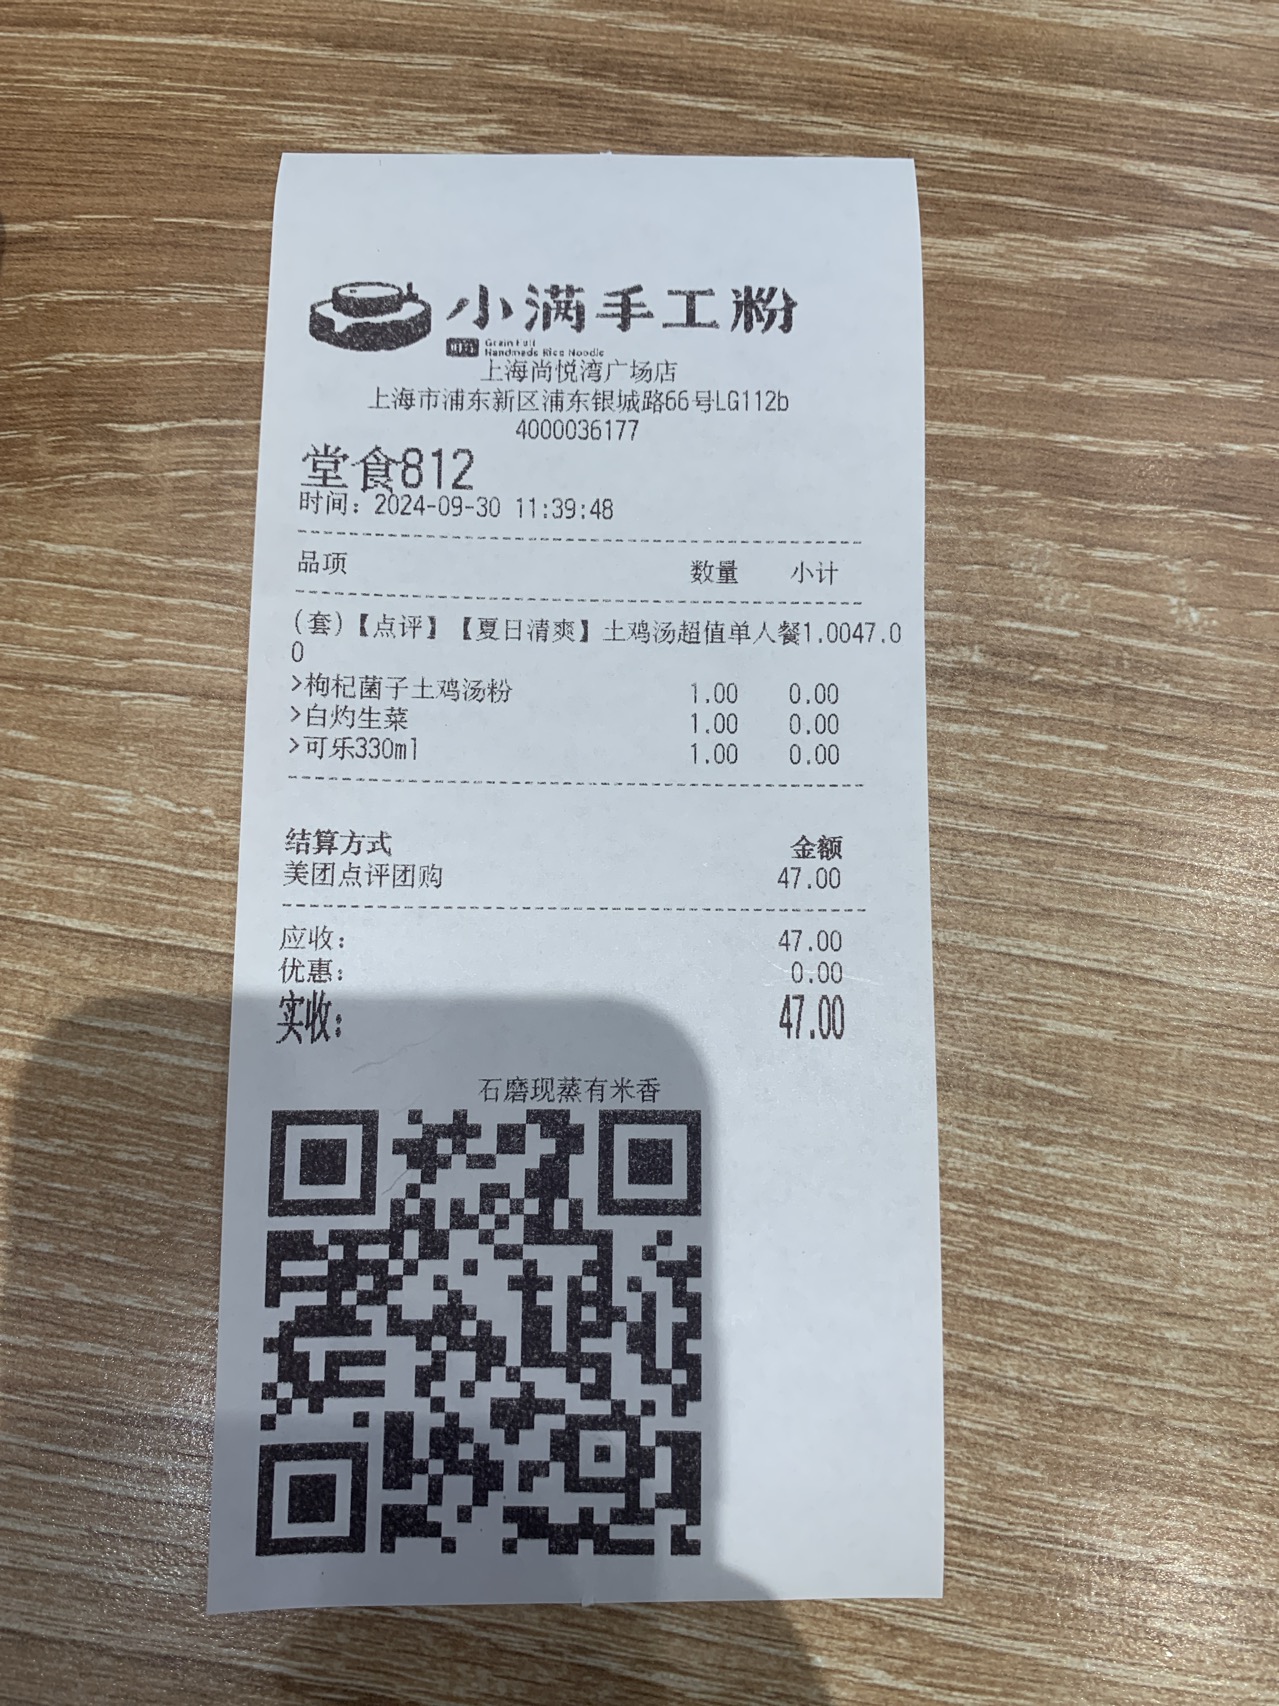 小满手工粉
Grain Full
Handmade Rice Noodle
上海尚悦湾广场店
上海市浦东新区浦东银城路66号LG112b
4000036177
堂食812
时间：2024-09-30 11:39:48
品项 数量 小计
(套)【点评】【夏日清爽】土鸡汤超值单人餐1.0047.0
0
>枸杞菌子土鸡汤粉 1.00 0.00
>白灼生菜 1.00 0.00
>可乐330ml 1.00 0.00
结算方式 金额
美团点评团购 47.00
应收： 47.00
优惠： 0.00
实收： 47.00
石磨现蒸有米香